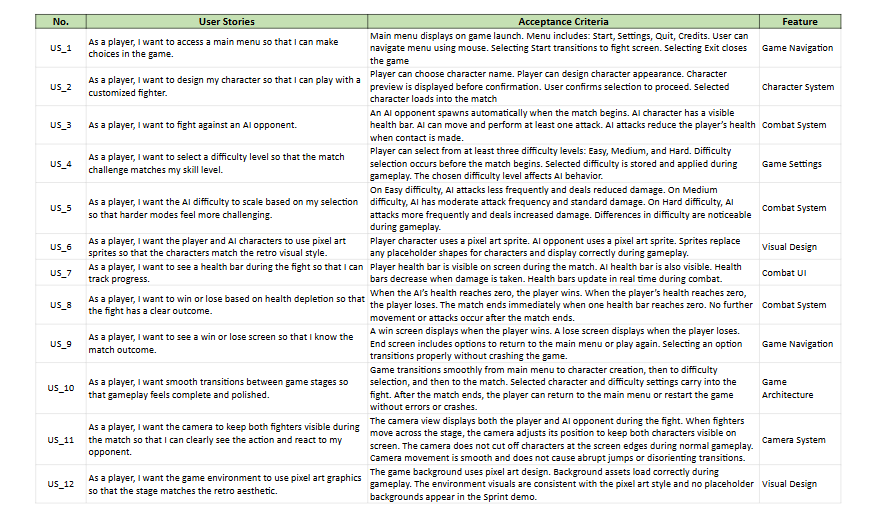 No. User Stories Acceptance Criteria Feature
US_1
As a player, I want to access a main menu so that I can make
choices in the game.
Main menu displays on game launch. Menu includes: Start, Settings, Quit, Credits. User can
navigate menu using mouse. Selecting Start transitions to fight screen. Selecting Exit closes
the game
Game Navigation
US_2
As a player, I want to design my character so that I can play with a
customized fighter.
Player can choose character name. Player can design character appearance. Character
preview is displayed before confirmation. User confirms selection to proceed. Selected
character loads into the match
Character System
US_3
As a player, I want to fight against an AI opponent.
An AI opponent spawns automatically when the match begins. AI character has a visible
health bar. AI can move and perform at least one attack. AI attacks reduce the player's health
when contact is made.
Combat System
US_4
As a player, I want to select a difficulty level so that the match
challenge matches my skill level.
Player can select from at least three difficulty levels: Easy, Medium, and Hard. Difficulty
selection occurs before the match begins. Selected difficulty is stored and applied during
gameplay. The chosen difficulty level affects AI behavior.
Game Settings
US_5
As a player, I want the AI difficulty to scale based on my selection
so that harder modes feel more challenging.
On Easy difficulty, AI attacks less frequently and deals reduced damage. On Medium
difficulty, AI has moderate attack frequency and standard damage. On Hard difficulty, AI
attacks more frequently and deals increased damage. Differences in difficulty are noticeable
during gameplay.
Combat System
US_6
As a player, I want the player and AI characters to use pixel art
sprites so that the characters match the retro visual style.
Player character uses a pixel art sprite. AI opponent uses a pixel art sprite. Sprites replace
any placeholder shapes for characters and display correctly during gameplay.
Visual Design
US_7
As a player, I want to see a health bar during the fight so that I can
track progress.
Player health bar is visible on screen during the match. AI health bar is also visible. Health
bars decrease when damage is taken. Health bars update in real time during combat.
Combat UI
US_8
As a player, I want to win or lose based on health depletion so that
the fight has a clear outcome.
When the AI's health reaches zero, the player wins. When the player's health reaches zero,
the player loses. The match ends immediately when one health bar reaches zero. No further
movement or attacks occur after the match ends.
Combat System
US_9
As a player, I want to see a win or lose screen so that I know the
match outcome.
A win screen displays when the player wins. A lose screen displays when the player loses.
End screen includes options to return to the main menu or play again. Selecting an option
transitions properly without crashing the game.
Game Navigation
US_10
As a player, I want smooth transitions between game stages so
that gameplay feels complete and polished.
Game transitions smoothly from main menu to character creation, then to difficulty
selection, and then to the match. Selected character and difficulty settings carry into the
fight. After the match ends, the player can return to the main menu or restart the game
without errors or crashes.
Game
Architecture
US_11
As a player, I want the camera to keep both fighters visible during
the match so that I can clearly see the action and react to my
opponent.
The camera view displays both the player and AI opponent during the fight. When fighters
move across the stage, the camera adjusts its position to keep both characters visible on
screen. The camera does not cut off characters at the screen edges during normal gameplay.
Camera movement is smooth and does not cause abrupt jumps or disorienting transitions.
Camera System
US_12
As a player, I want the game environment to use pixel art graphics
so that the stage matches the retro aesthetic.
The game background uses pixel art design. Background assets load correctly during
gameplay. The environment visuals are consistent with the pixel art style and no placeholder
backgrounds appear in the Sprint demo.
Visual Design